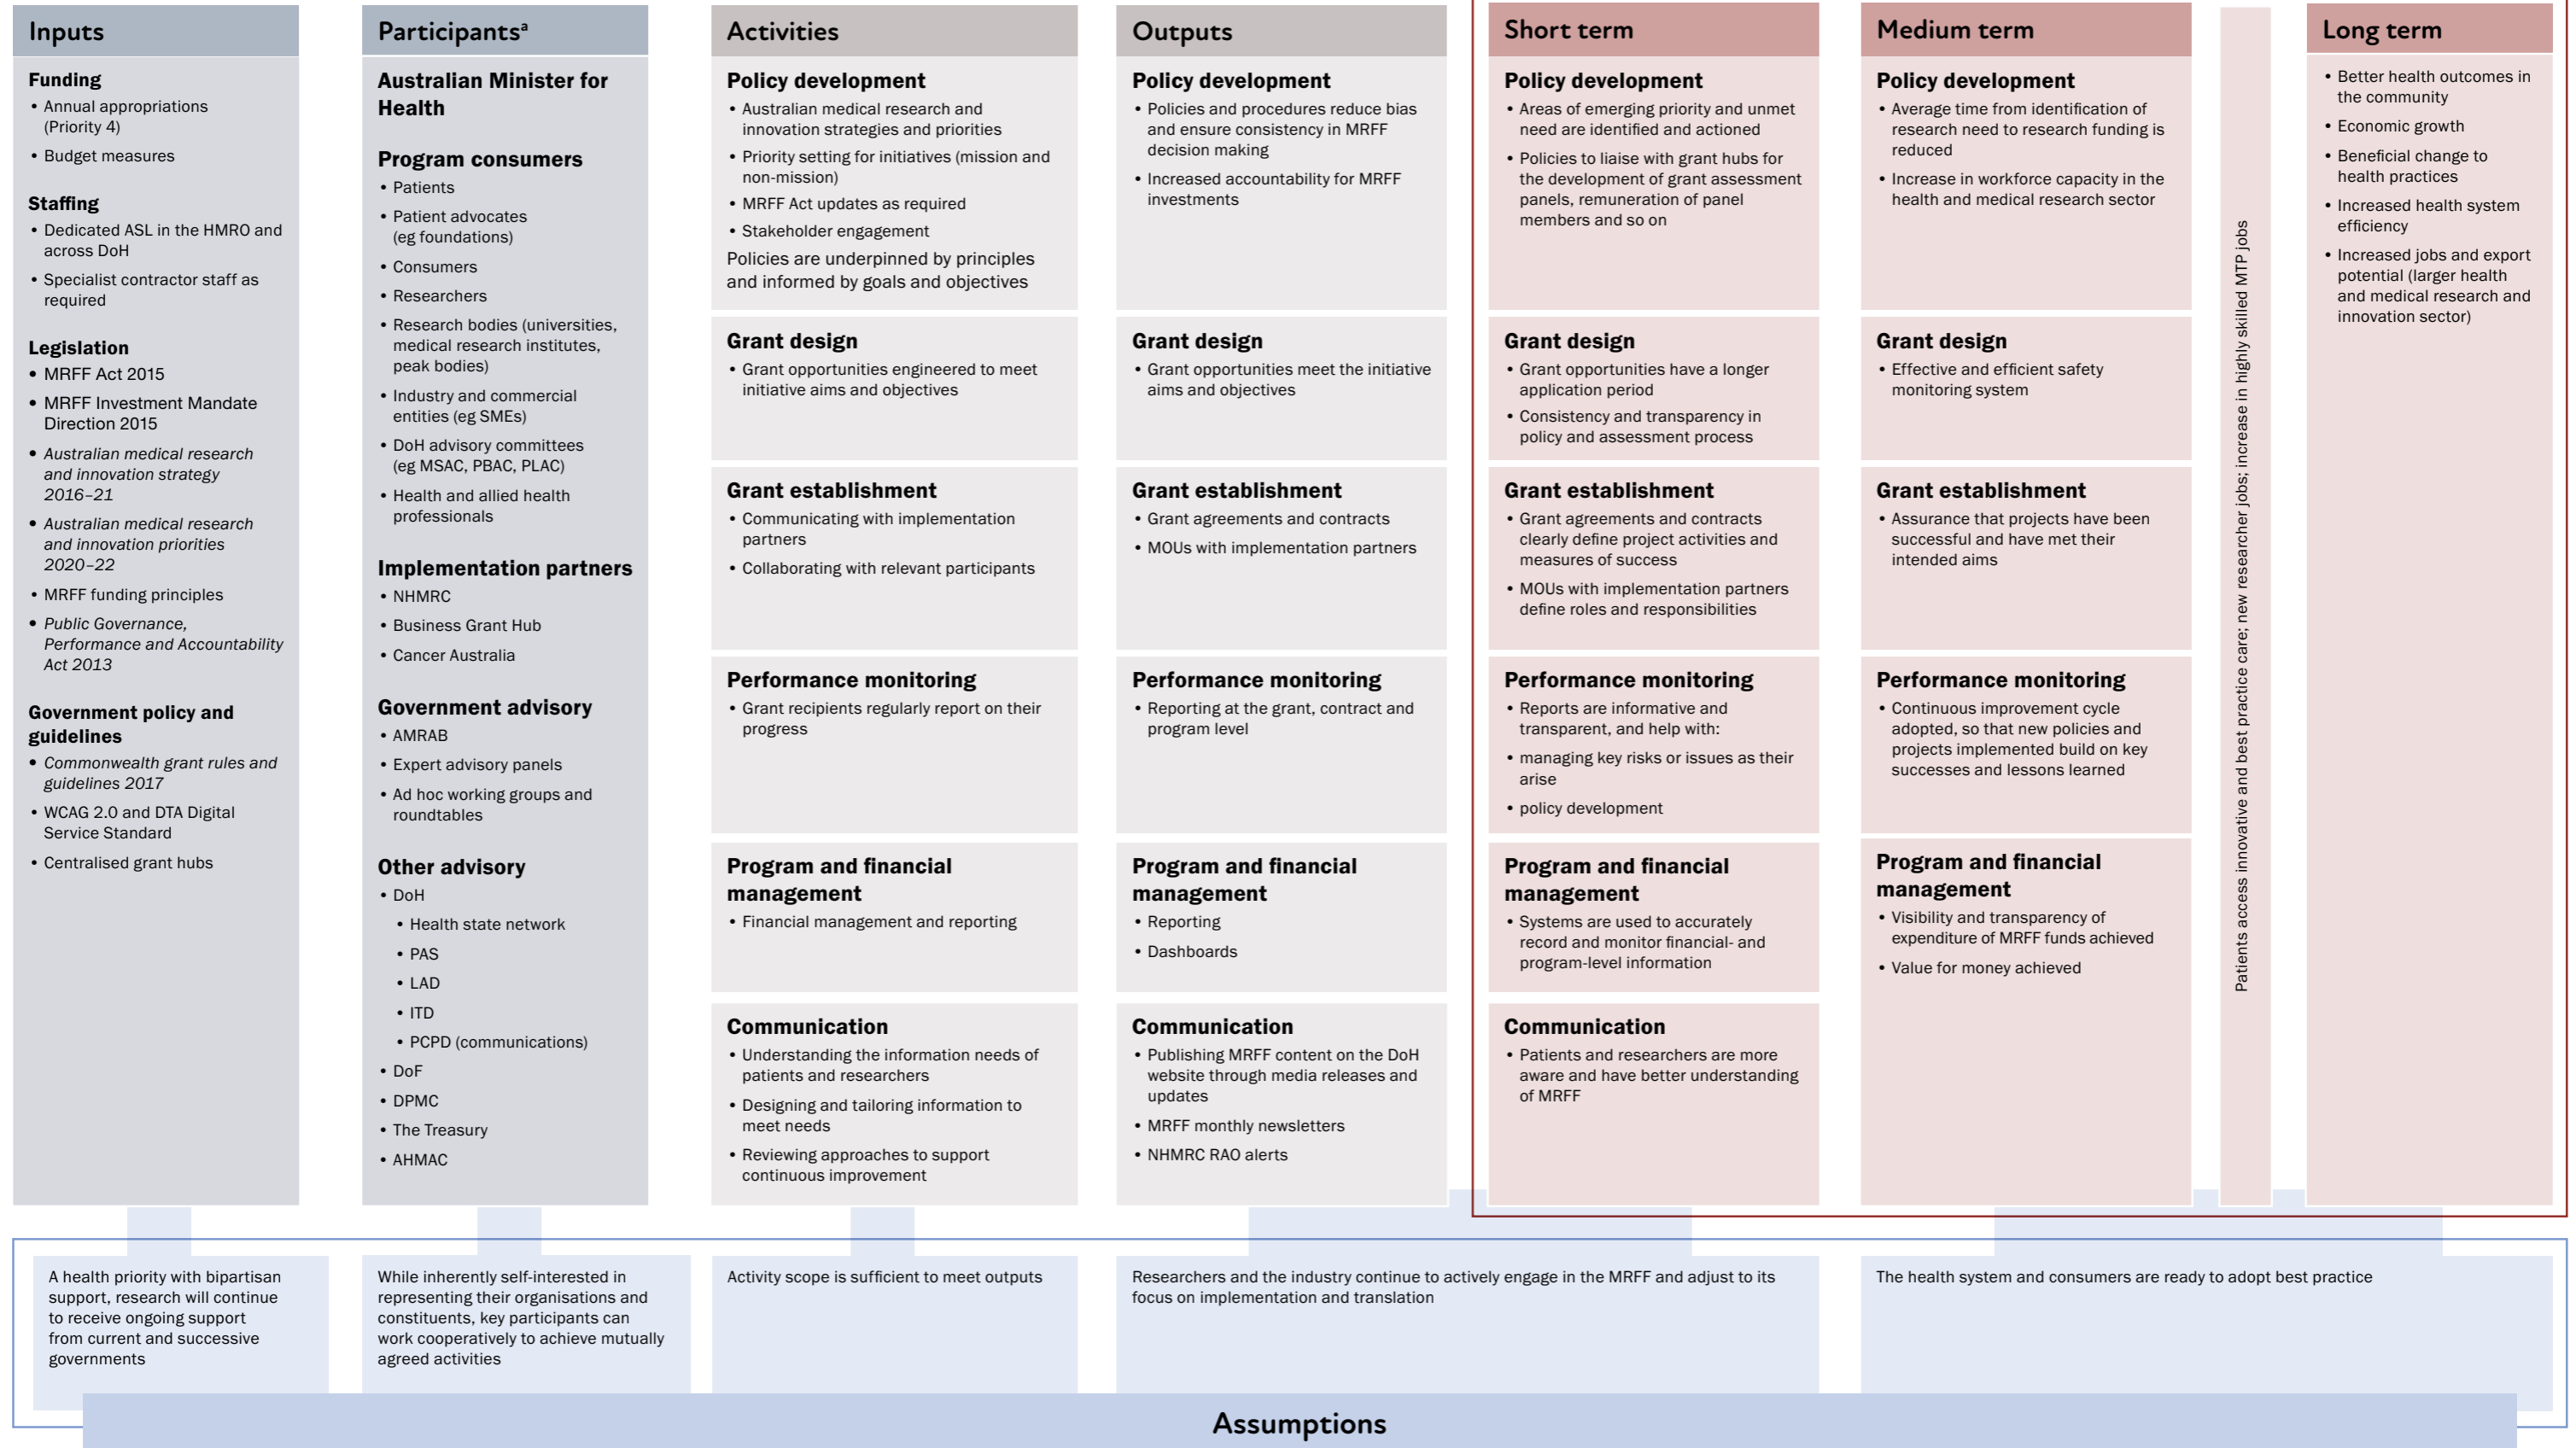 Inputs
Funding
• Annual appropriations
(Priority 4)
• Budget measures
Staffing
• Dedicated ASL in the HMRO and
across DoH
• Specialist contractor staff as
required
Legislation
• MRFF Act 2015
• MRFF Investment Mandate
Direction 2015
• Australian medical research
and innovation strategy
2016–21
• Australian medical research
and innovation priorities
2020–22
• MRFF funding principles
• Public Governance,
Performance and Accountability
Act 2013
Government policy and
guidelines
• Commonwealth grant rules and
guidelines 2017
• WCAG 2.0 and DTA Digital
Service Standard
• Centralised grant hubs
Participantsa
Australian Minister for
Health
Program consumers
• Patients
• Patient advocates
(eg foundations)
• Consumers
• Researchers
• Research bodies (universities,
medical research institutes,
peak bodies)
• Industry and commercial
entities (eg SMEs)
• DoH advisory committees
(eg MSAC, PBAC, PLAC)
• Health and allied health
professionals
Implementation partners
• NHMRC
• Business Grant Hub
• Cancer Australia
Government advisory
• AMRAB
• Expert advisory panels
• Ad hoc working groups and
roundtables
Other advisory
• DoH
• Health state network
• PAS
• LAD
• ITD
• PCPD (communications)
• DoF
• DPMC
• The Treasury
• AHMAC
Activities
Policy development
• Australian medical research and
innovation strategies and priorities
• Priority setting for initiatives (mission and
non-mission)
• MRFF Act updates as required
• Stakeholder engagement
Policies are underpinned by principles
and informed by goals and objectives
Grant design
• Grant opportunities engineered to meet
initiative aims and objectives
Grant establishment
• Communicating with implementation
partners
• Collaborating with relevant participants
Performance monitoring
• Grant recipients regularly report on their
progress
Program and financial
management
• Financial management and reporting
Communication
• Understanding the information needs of
patients and researchers
• Designing and tailoring information to
meet needs
• Reviewing approaches to support
continuous improvement
Outputs
Policy development
• Policies and procedures reduce bias
and ensure consistency in MRFF
decision making
• Increased accountability for MRFF
investments
Grant design
• Grant opportunities meet the initiative
aims and objectives
Grant establishment
• Grant agreements and contracts
• MOUs with implementation partners
Performance monitoring
• Reporting at the grant, contract and
program level
Program and financial
management
• Reporting
• Dashboards
Communication
• Publishing MRFF content on the DoH
website through media releases and
updates
• MRFF monthly newsletters
• NHMRC RAO alerts
Short term
Policy development
• Areas of emerging priority and unmet
need are identified and actioned
• Policies to liaise with grant hubs for
the development of grant assessment
panels, remuneration of panel
members and so on
Grant design
• Grant opportunities have a longer
application period
• Consistency and transparency in
policy and assessment process
Grant establishment
• Grant agreements and contracts
clearly define project activities and
measures of success
• MOUs with implementation partners
define roles and responsibilities
Performance monitoring
• Reports are informative and
transparent, and help with:
• managing key risks or issues as their
arise
• policy development
Program and financial
management
• Systems are used to accurately
record and monitor financial- and
program-level information
Communication
• Patients and researchers are more
aware and have better understanding
of MRFF
Medium term
Policy development
• Average time from identification of
research need to research funding is
reduced
• Increase in workforce capacity in the
health and medical research sector
Grant design
• Effective and efficient safety
monitoring system
Grant establishment
• Assurance that projects have been
successful and have met their
intended aims
Performance monitoring
• Continuous improvement cycle
adopted, so that new policies and
projects implemented build on key
successes and lessons learned
Program and financial
management
• Visibility and transparency of
expenditure of MRFF funds achieved
• Value for money achieved
Patients access innovative and best practice care; new researcher jobs; increase in highly skilled MTP jobs
Long term
• Better health outcomes in
the community
• Economic growth
• Beneficial change to
health practices
• Increased health system
efficiency
• Increased jobs and export
potential (larger health
and medical research and
innovation sector)
A health priority with bipartisan
support, research will continue
to receive ongoing support
from current and successive
governments
While inherently self-interested in
representing their organisations and
constituents, key participants can
work cooperatively to achieve mutually
agreed activities
Activity scope is sufficient to meet outputs
Researchers and the industry continue to actively engage in the MRFF and adjust to its
focus on implementation and translation
The health system and consumers are ready to adopt best practice
Assumptions